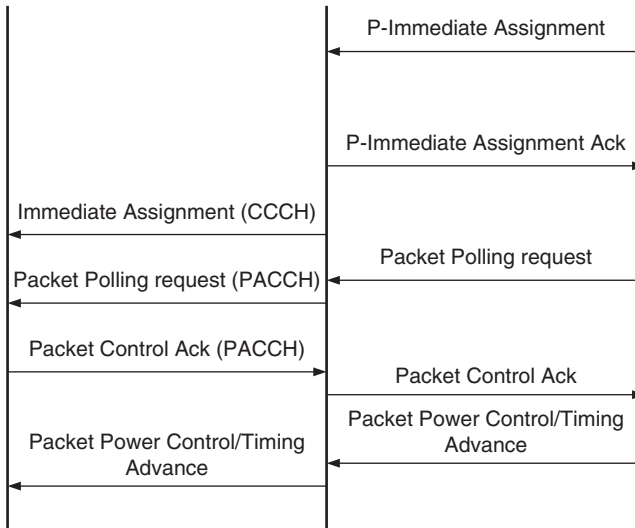 P-Immediate Assignment
P-Immediate Assignment Ack
Immediate Assignment (CCCH)
Packet Polling request
Packet Polling request (PACCH)
Packet Control Ack (PACCH)
Packet Control Ack
Packet Power Control/Timing
Advance
Packet Power Control/Timing
Advance